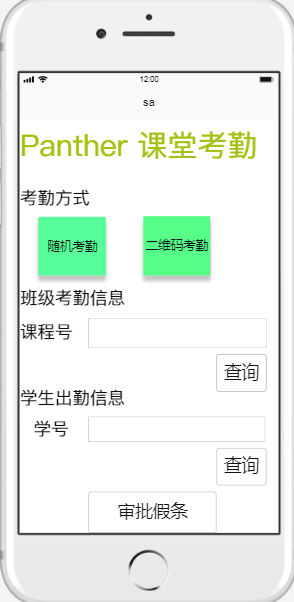 12:00
sa
Panther 课堂考勤
考勤方式
随机考勤 二维码考勤
班级考勤信息
课程号
查询
学生出勤信息
学号
查询
审批假条